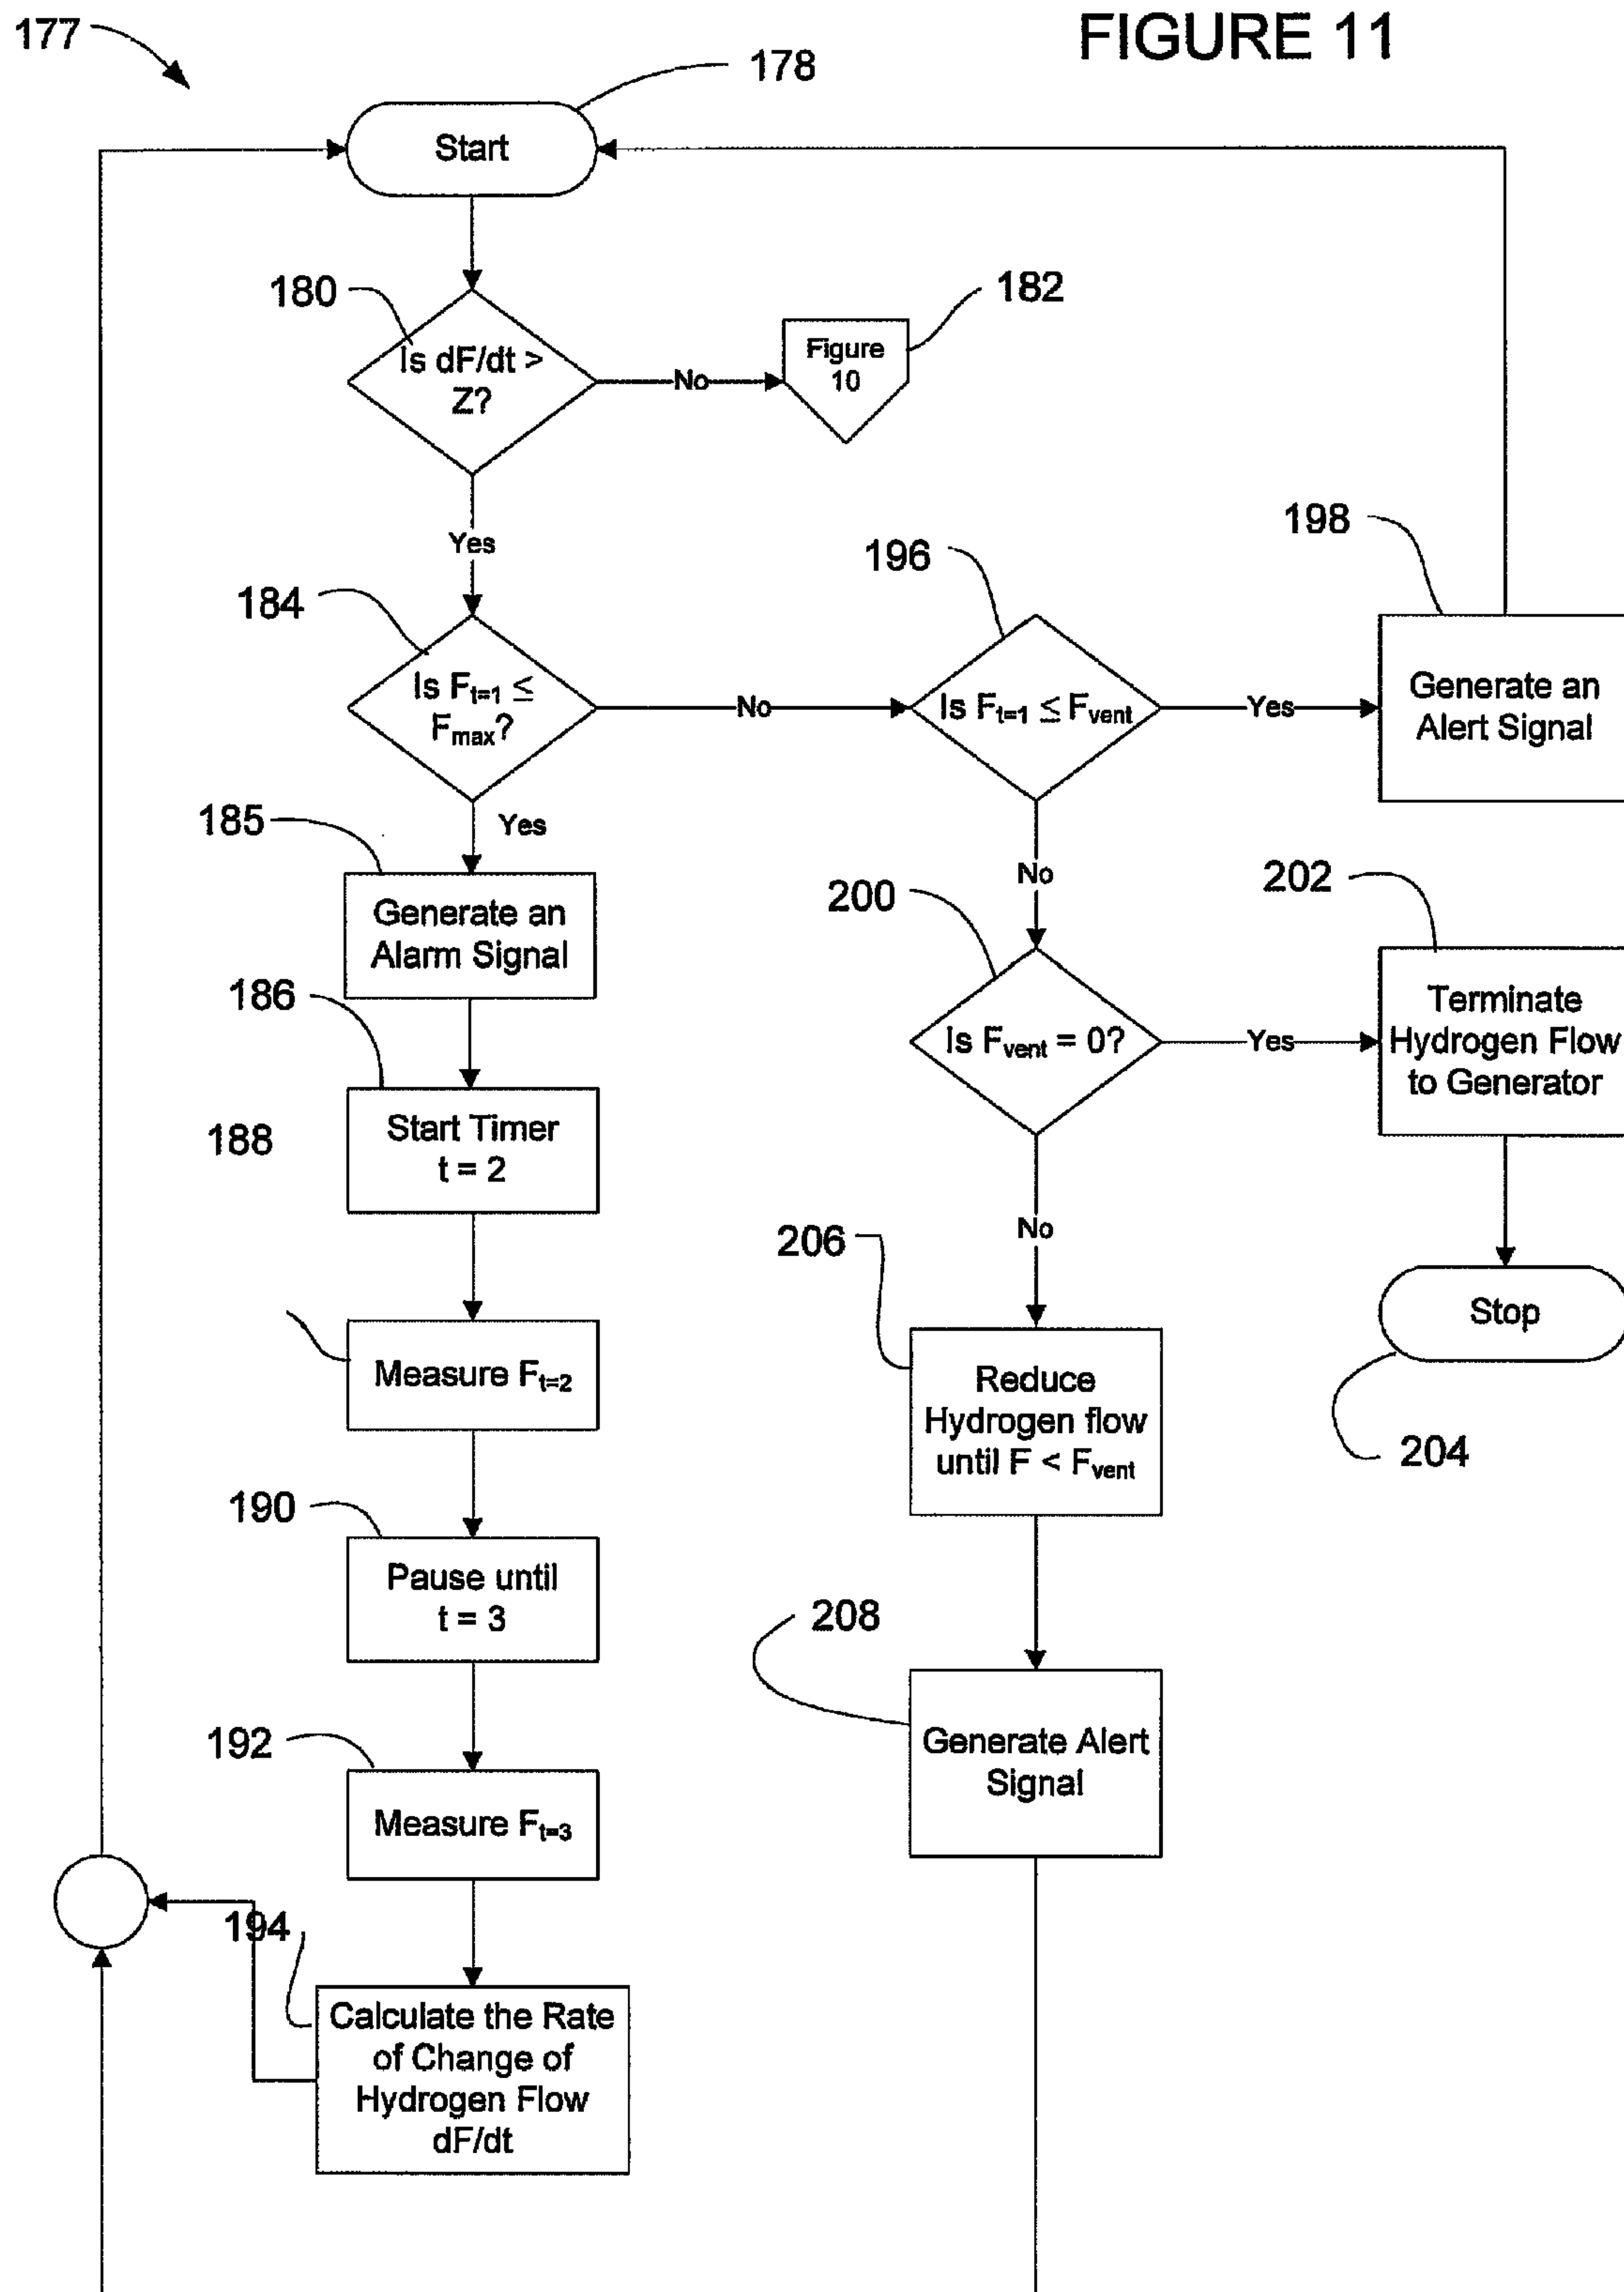 FIGURE 11
177
178
Start
180
182
Is dF/dt >
Z?
No
Figure
10
Yes
184
196
198
Is Ft=1 ≤
Fmax?
No
Is Ft=1 ≤ Fvent
Yes
Generate an
Alert Signal
185
Yes
Generate an
Alarm Signal
No
200
202
186
Is Fvent = 0?
Yes
Terminate
Hydrogen Flow
to Generator
188
Start Timer
t = 2
No
206
Stop
204
Measure Ft=2
Reduce
Hydrogen flow
until F < Fvent
190
Pause until
t = 3
208
192
Generate Alert
Signal
Measure Ft=3
194
Calculate the Rate
of Change of
Hydrogen Flow
dF/dt